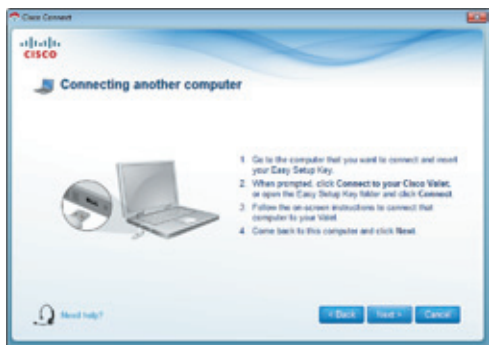 Cisco Connect
CISCO
Connecting another computer
1 Go to the computer that you want to connect and insert
your Easy Setup Key.
2 When prompted, click Connect to your Cisco Valet,
or open the Easy Setup Key folder and click Connect.
3 Follow the on-screen instructions to connect that
computer to your Valet
4 Come back to this computer and click Next.
Need help?
< Back Next > Cancel